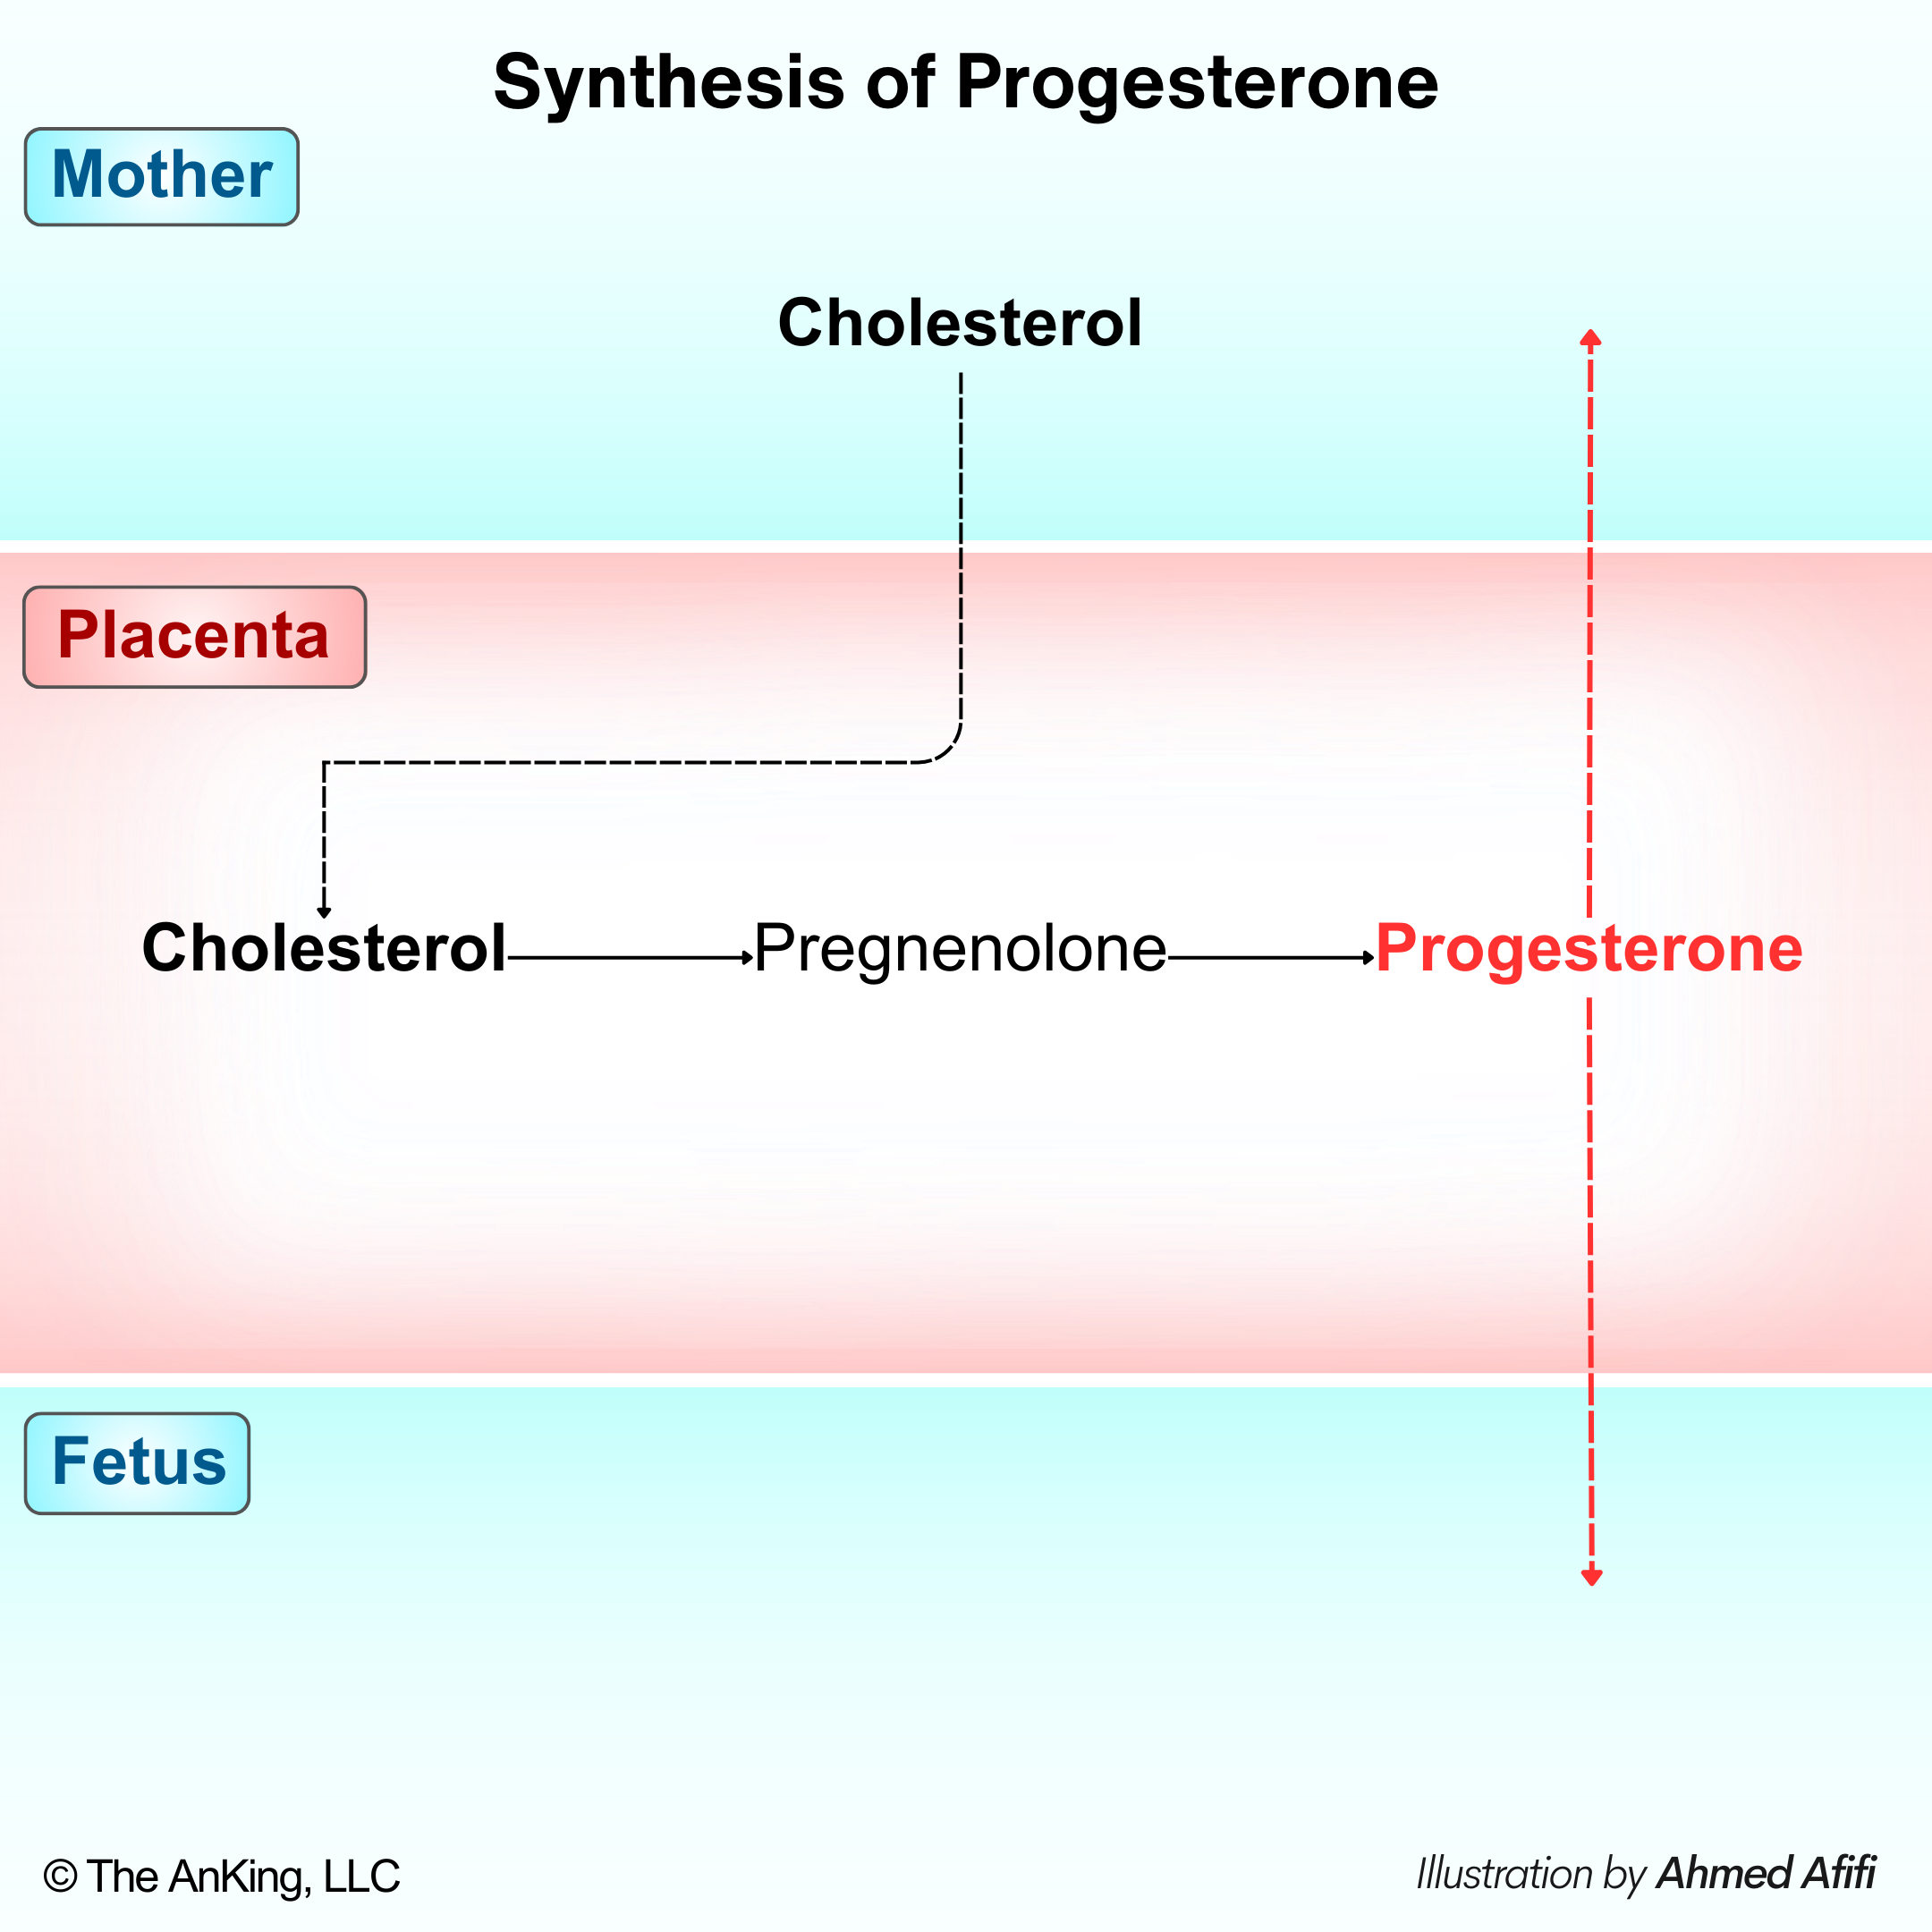 Synthesis of Progesterone
Mother
Cholesterol
Placenta
Cholesterol
Pregnenolone
Progesterone
Fetus
© The AnKing, LLC
Illustration by Ahmed Afifi